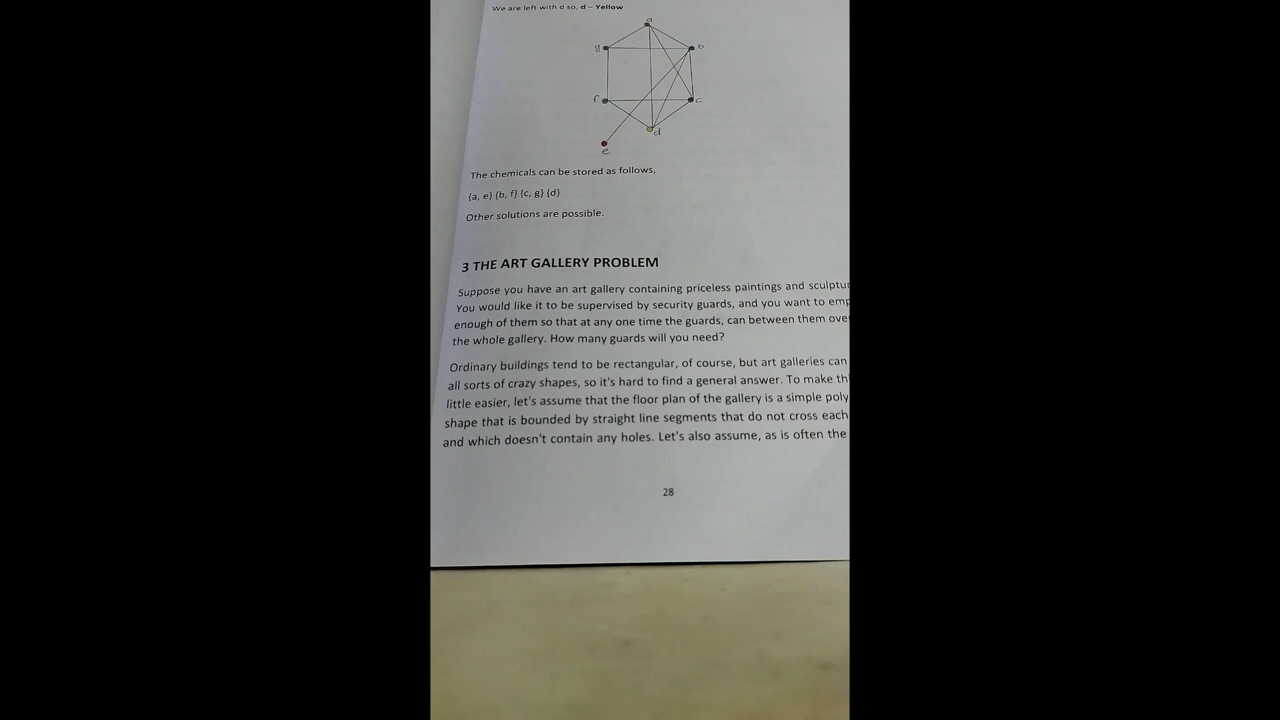 We are left with d so, d – Yellow
a
g
b
f
c
d
e
The chemicals can be stored as follows,
{a, e} {b, f} {c, g} {d}
Other solutions are possible.
3 THE ART GALLERY PROBLEM
Suppose you have an art gallery containing priceless paintings and sculptur
You would like it to be supervised by security guards, and you want to emp
enough of them so that at any one time the guards, can between them ove
the whole gallery. How many guards will you need?
Ordinary buildings tend to be rectangular, of course, but art galleries can
all sorts of crazy shapes, so it's hard to find a general answer. To make thi
little easier, let's assume that the floor plan of the gallery is a simple poly
shape that is bounded by straight line segments that do not cross each
and which doesn't contain any holes. Let's also assume, as is often the
28